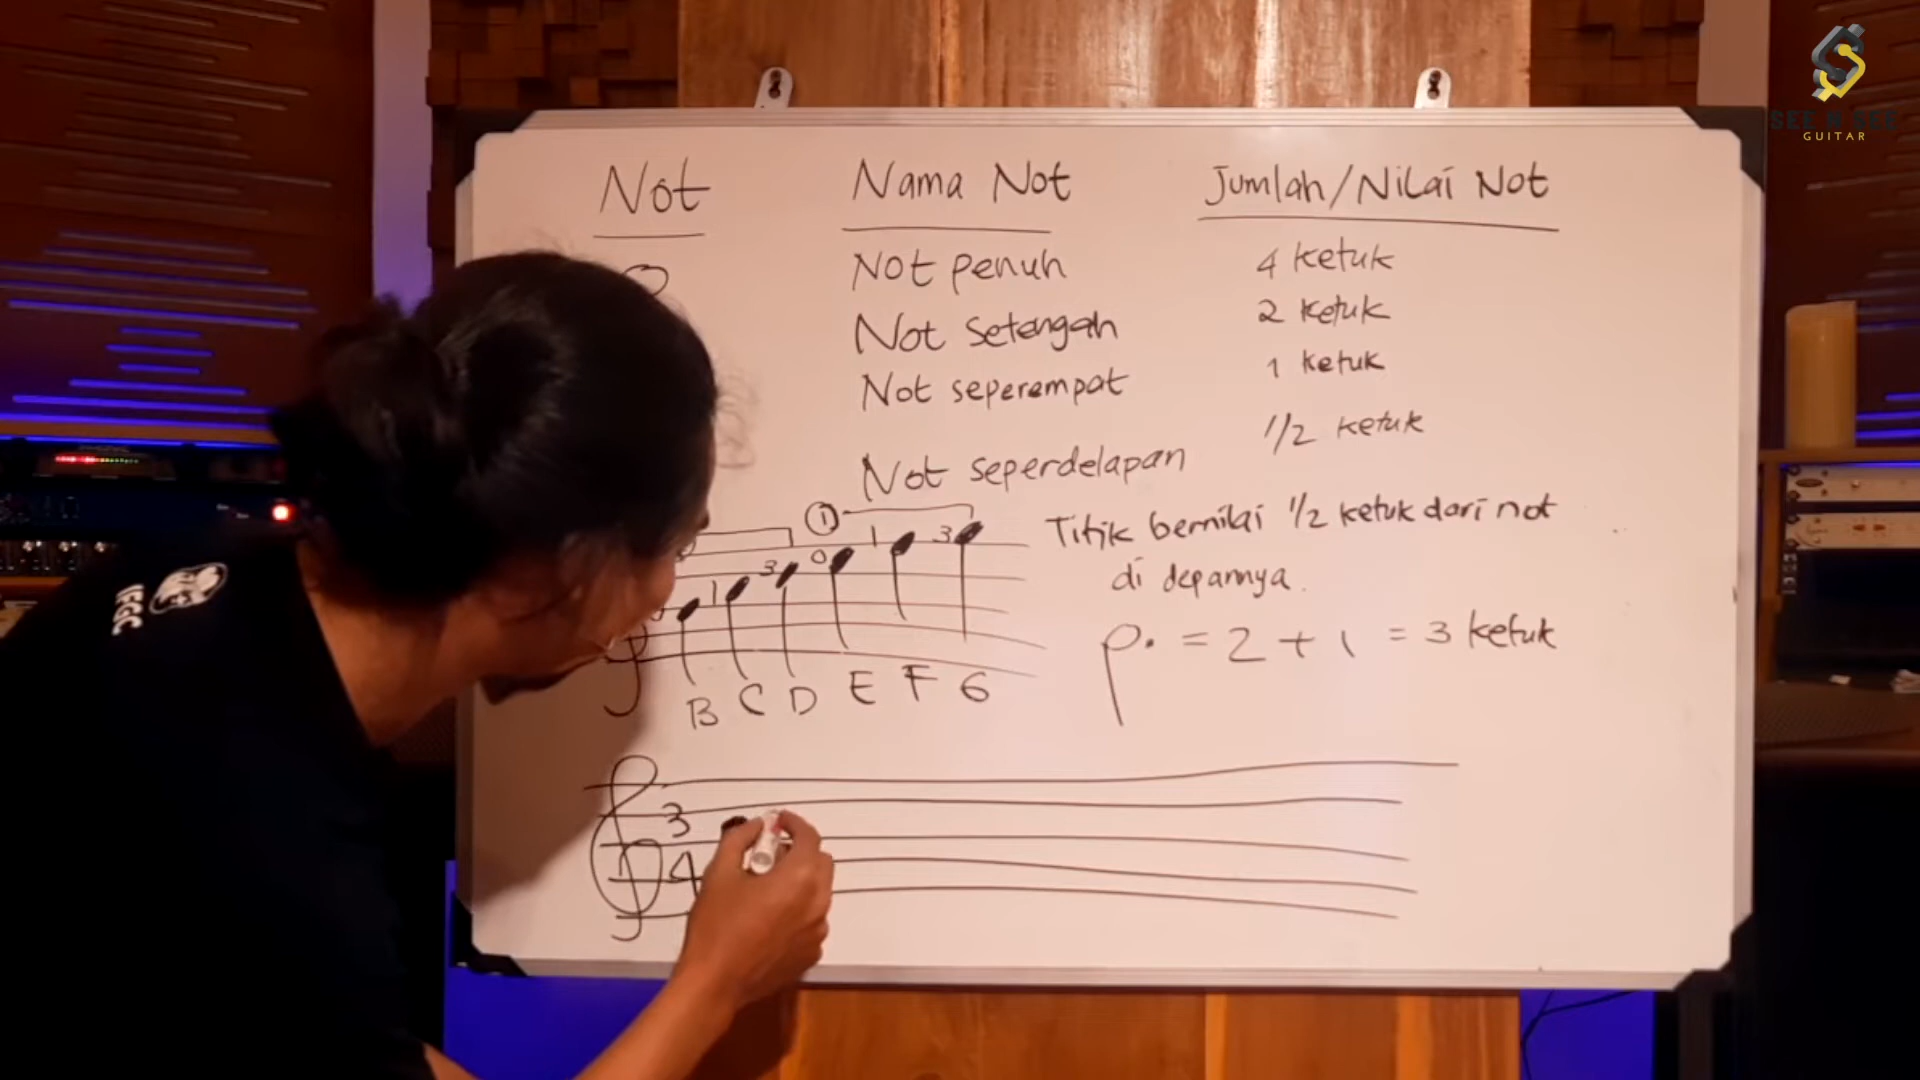 Not Nama Not Jumlah/Nilai Not
Not penuh 4 ketuk
Not Setengah 2 ketuk
Not seperempat 1 ketuk
Not seperdelapan 1/2 ketuk
Titik bernilai 1/2 ketuk dari not
di depannya.
= 2 + 1 = 3 ketuk
1
1 3 0 1 3
B C D E F G
3
4
SEE N SEE
GUITAR